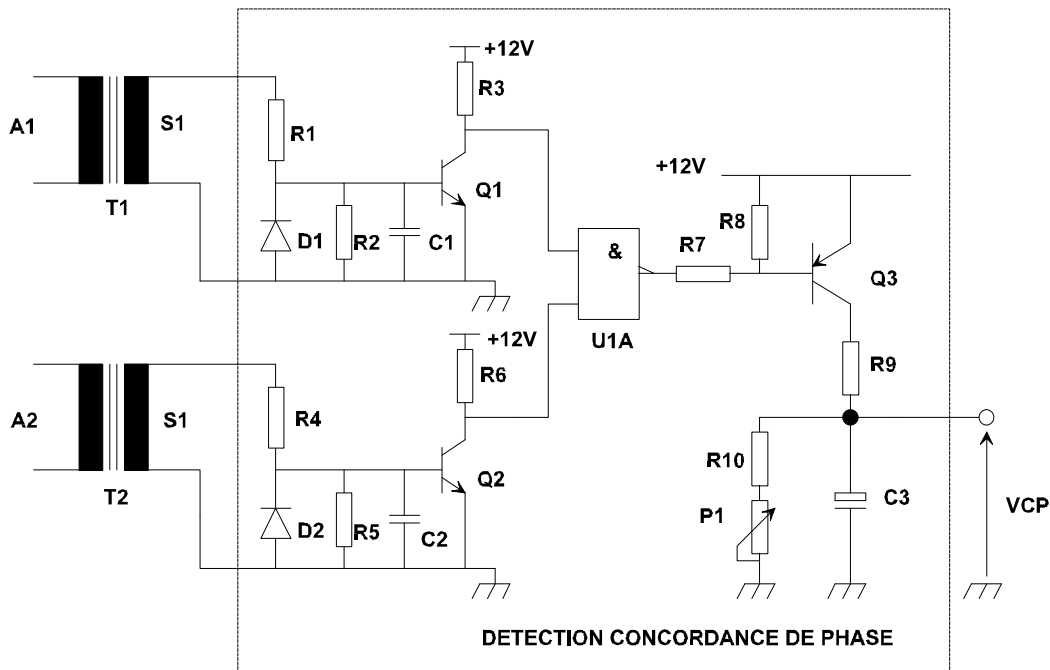 +12V
R3
A1
S1
R1
Q1
T1
D1
R2
C1
+12V
R8
R7
&
Q3
U1A
+12V
R6
R9
A2
S1
R4
Q2
T2
D2
R5
C2
R10
P1
C3
VCP
DETECTION CONCORDANCE DE PHASE